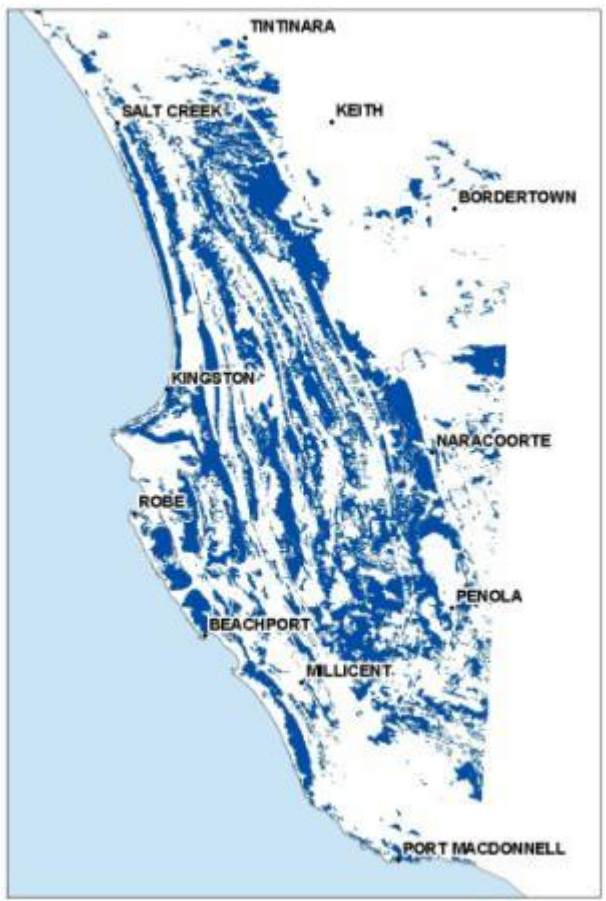 TINTINARA
SALT CREEK
KEITH
BORDERTOWN
KINGSTON
NARACOORTE
ROBE
PENOLA
BEACHPORT
MILLICENT
PORT MACDONNELL